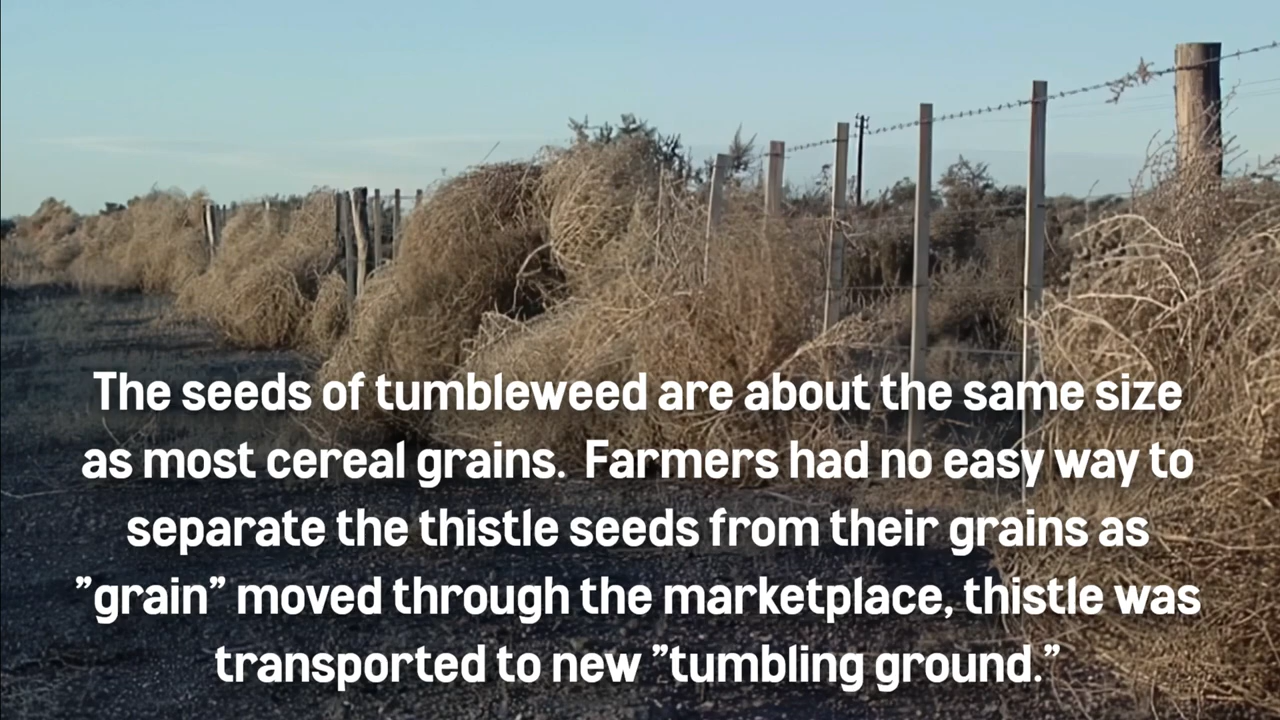 The seeds of tumbleweed are about the same size
as most cereal grains.  Farmers had no easy way to
separate the thistle seeds from their grains as
”grain” moved through the marketplace, thistle was
transported to new ”tumbling ground.”